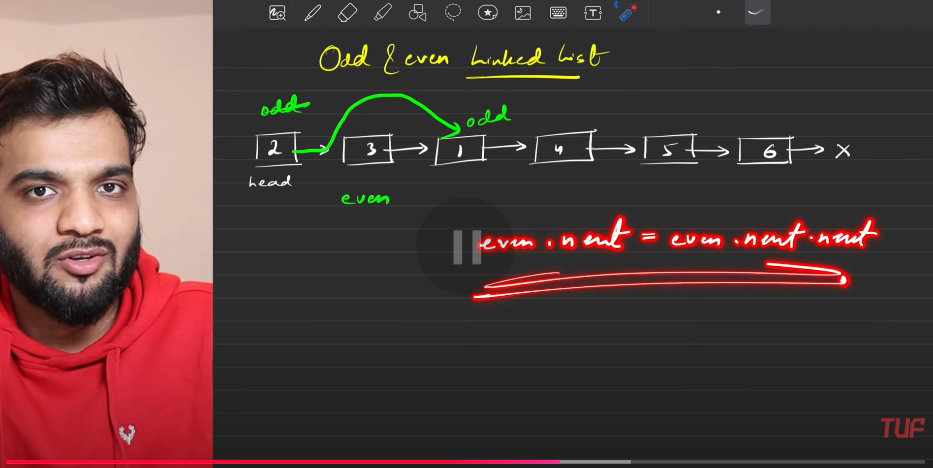 Odd & even Linked List
odd
odd
2 3 1 4 5 6 X
head
even
even.next = even.next.next
TUF